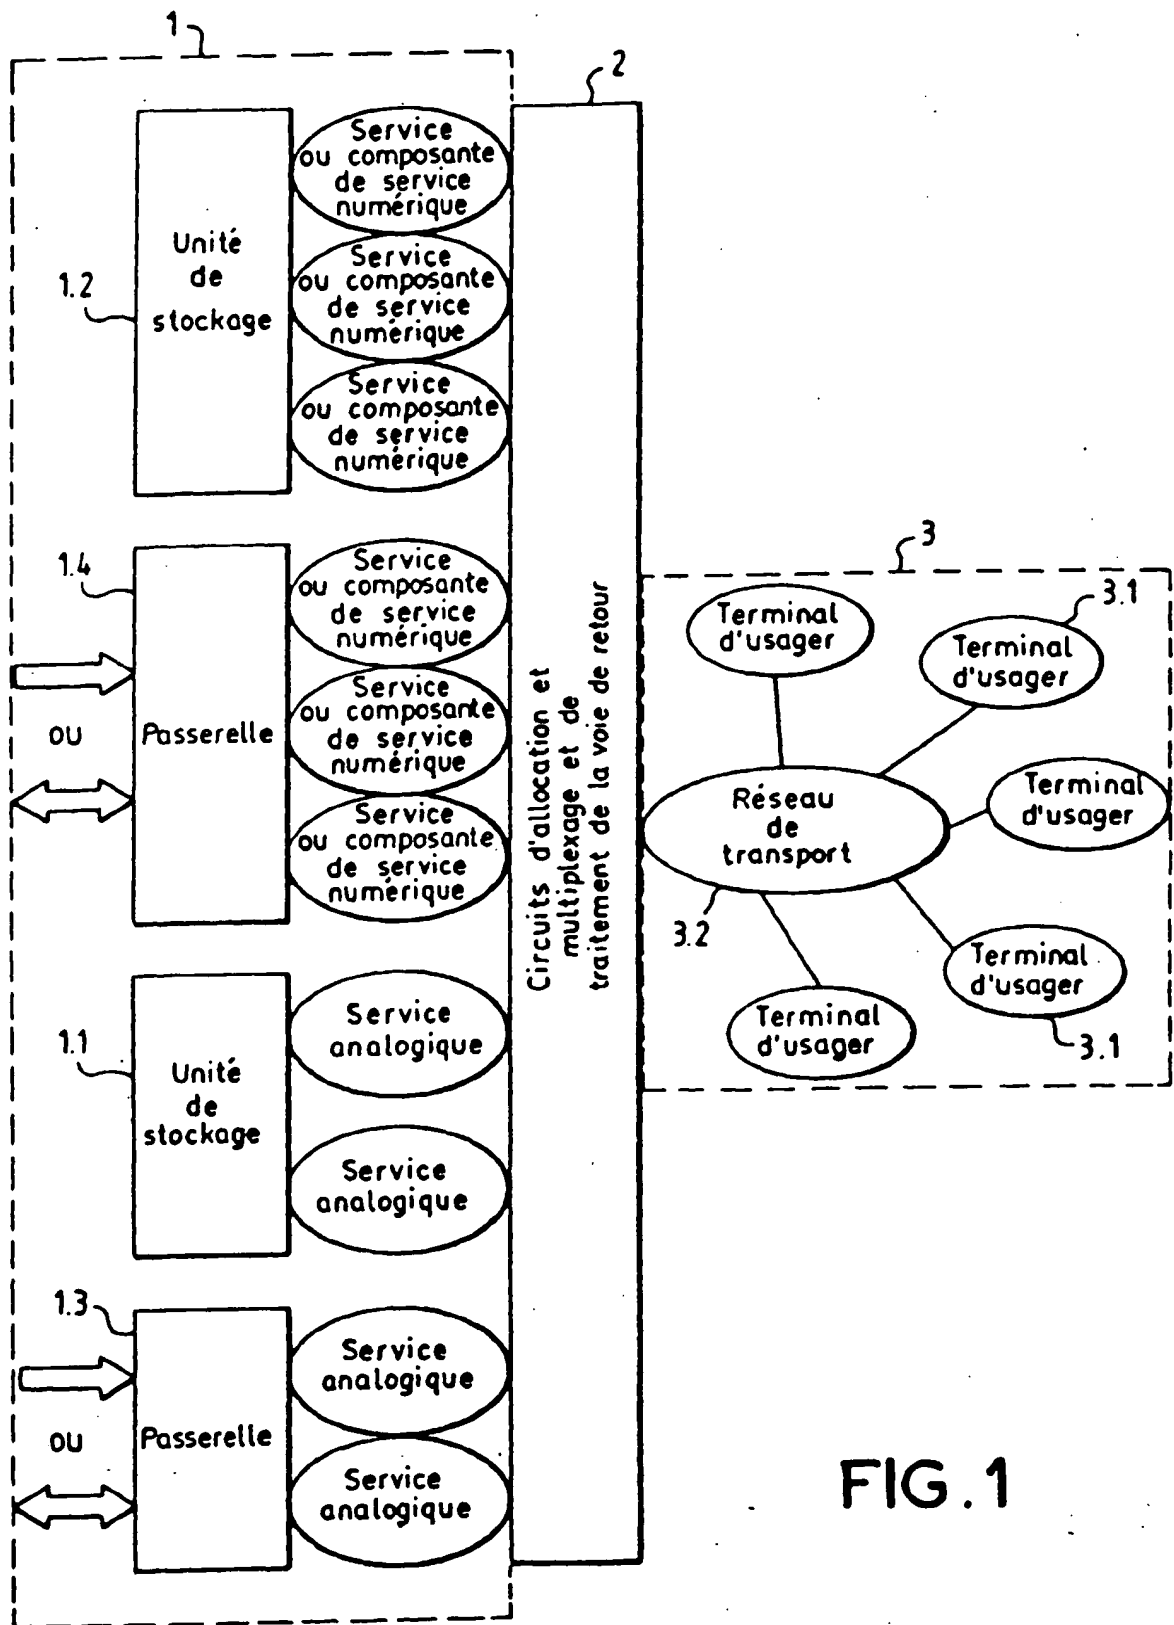 1
2
Service
ou composante
de service
numérique
Service
ou composante
de service
numérique
Service
ou composante
de service
numérique
Unité
de
stockage
1.2
1.4
Service
ou composante
de service
numérique
Service
ou composante
de service
numérique
Service
ou composante
de service
numérique
ou
Passerelle
1.1
Unité
de
stockage
Service
analogique
Service
analogique
1.3
ou
Passerelle
Service
analogique
Service
analogique
Circuits d'allocation et
multiplexage et de
traitement de la voie de retour
3
Terminal
d'usager
3.1
Terminal
d'usager
Terminal
d'usager
Réseau
de
transport
3.2
Terminal
d'usager
3.1
Terminal
d'usager
FIG.1